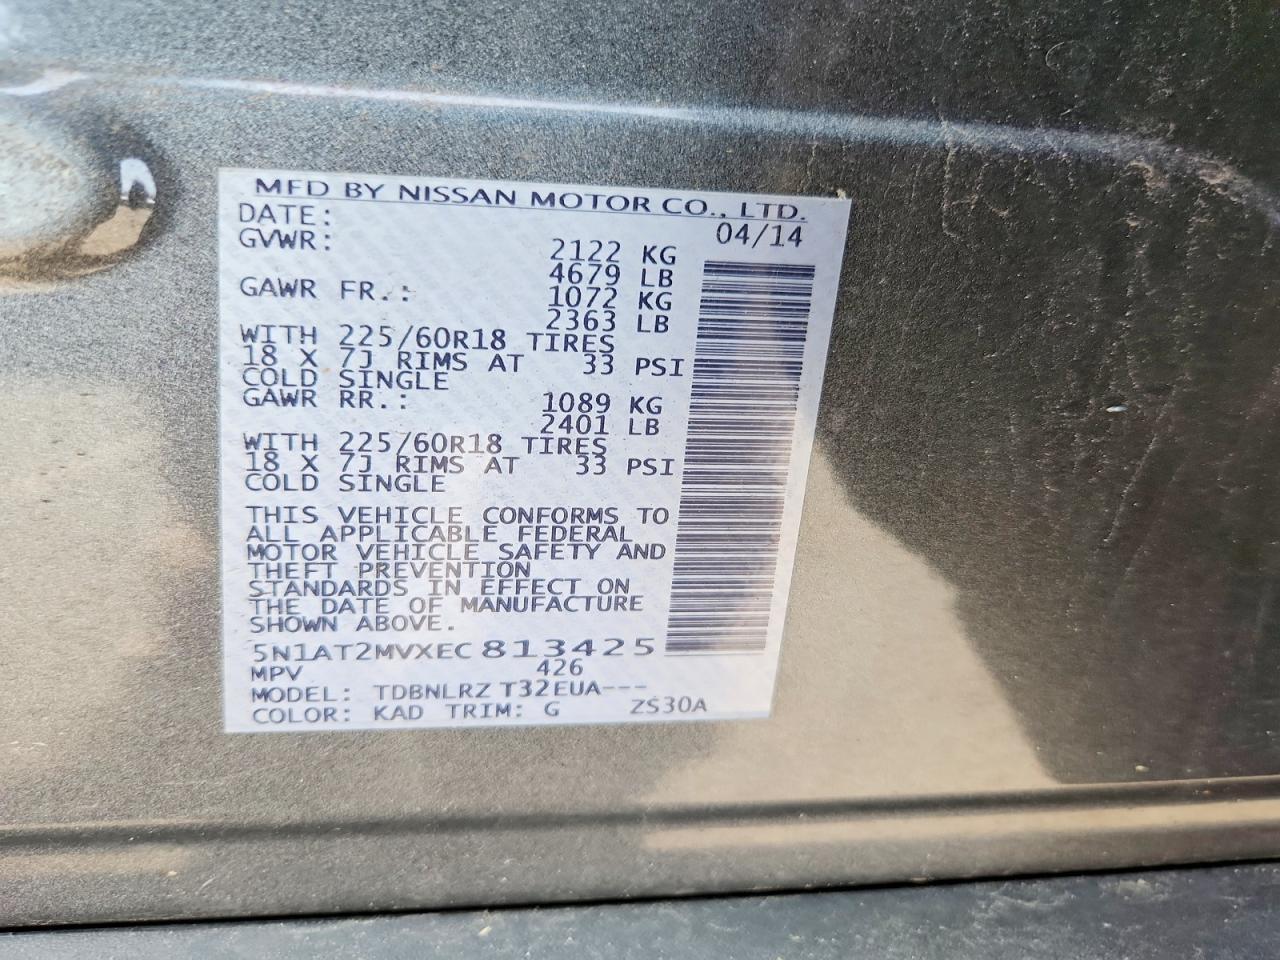 MFD BY NISSAN MOTOR CO., LTD.
DATE: 04/14
GVWR: 2122 KG
4679 LB
GAWR FR.: 1072 KG
2363 LB
WITH 225/60R18 TIRES
18 X 7J RIMS AT 33 PSI
COLD SINGLE
GAWR RR.: 1089 KG
2401 LB
WITH 225/60R18 TIRES
18 X 7J RIMS AT 33 PSI
COLD SINGLE
THIS VEHICLE CONFORMS TO
ALL APPLICABLE FEDERAL
MOTOR VEHICLE SAFETY AND
THEFT PREVENTION
STANDARDS IN EFFECT ON
THE DATE OF MANUFACTURE
SHOWN ABOVE.
5N1AT2MVXEC813425
MPV 426
MODEL: TDBNLRZ T32EUA---
COLOR: KAD TRIM: G ZS30A